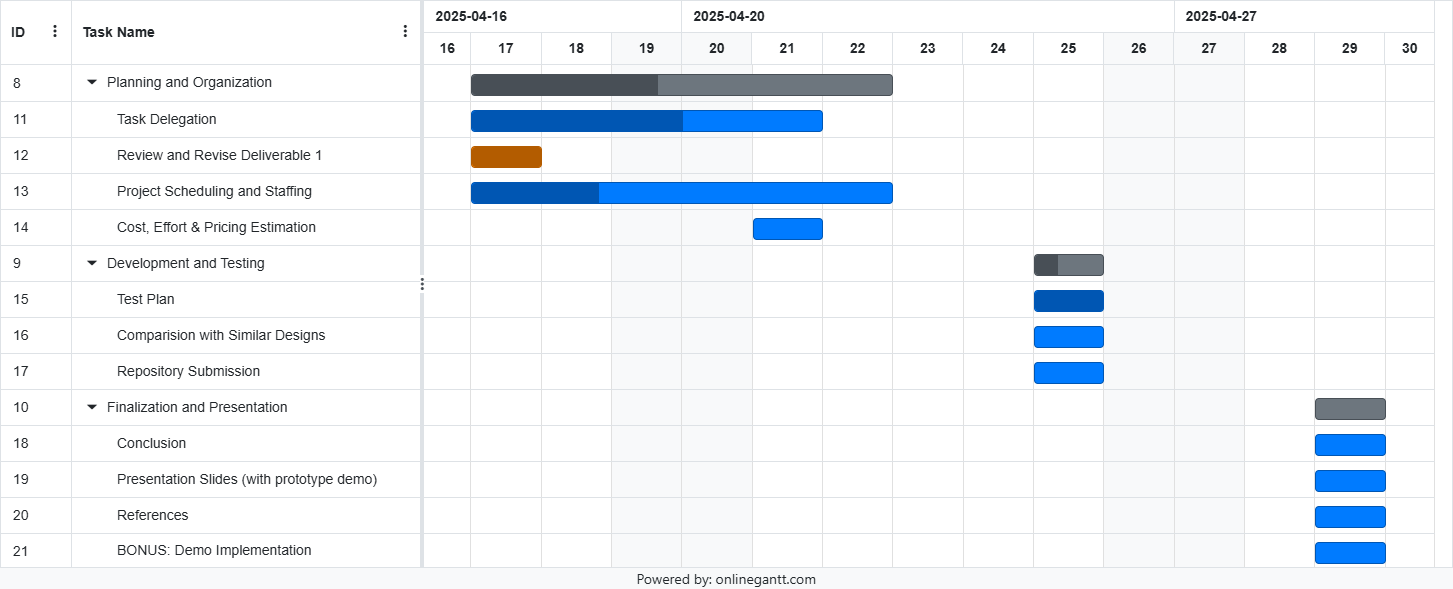 ID Task Name 2025-04-16 2025-04-20 2025-04-27
16 17 18 19 20 21 22 23 24 25 26 27 28 29 30
8 Planning and Organization
11 Task Delegation
12 Review and Revise Deliverable 1
13 Project Scheduling and Staffing
14 Cost, Effort & Pricing Estimation
9 Development and Testing
15 Test Plan
16 Comparision with Similar Designs
17 Repository Submission
10 Finalization and Presentation
18 Conclusion
19 Presentation Slides (with prototype demo)
20 References
21 BONUS: Demo Implementation
Powered by: onlinegantt.com